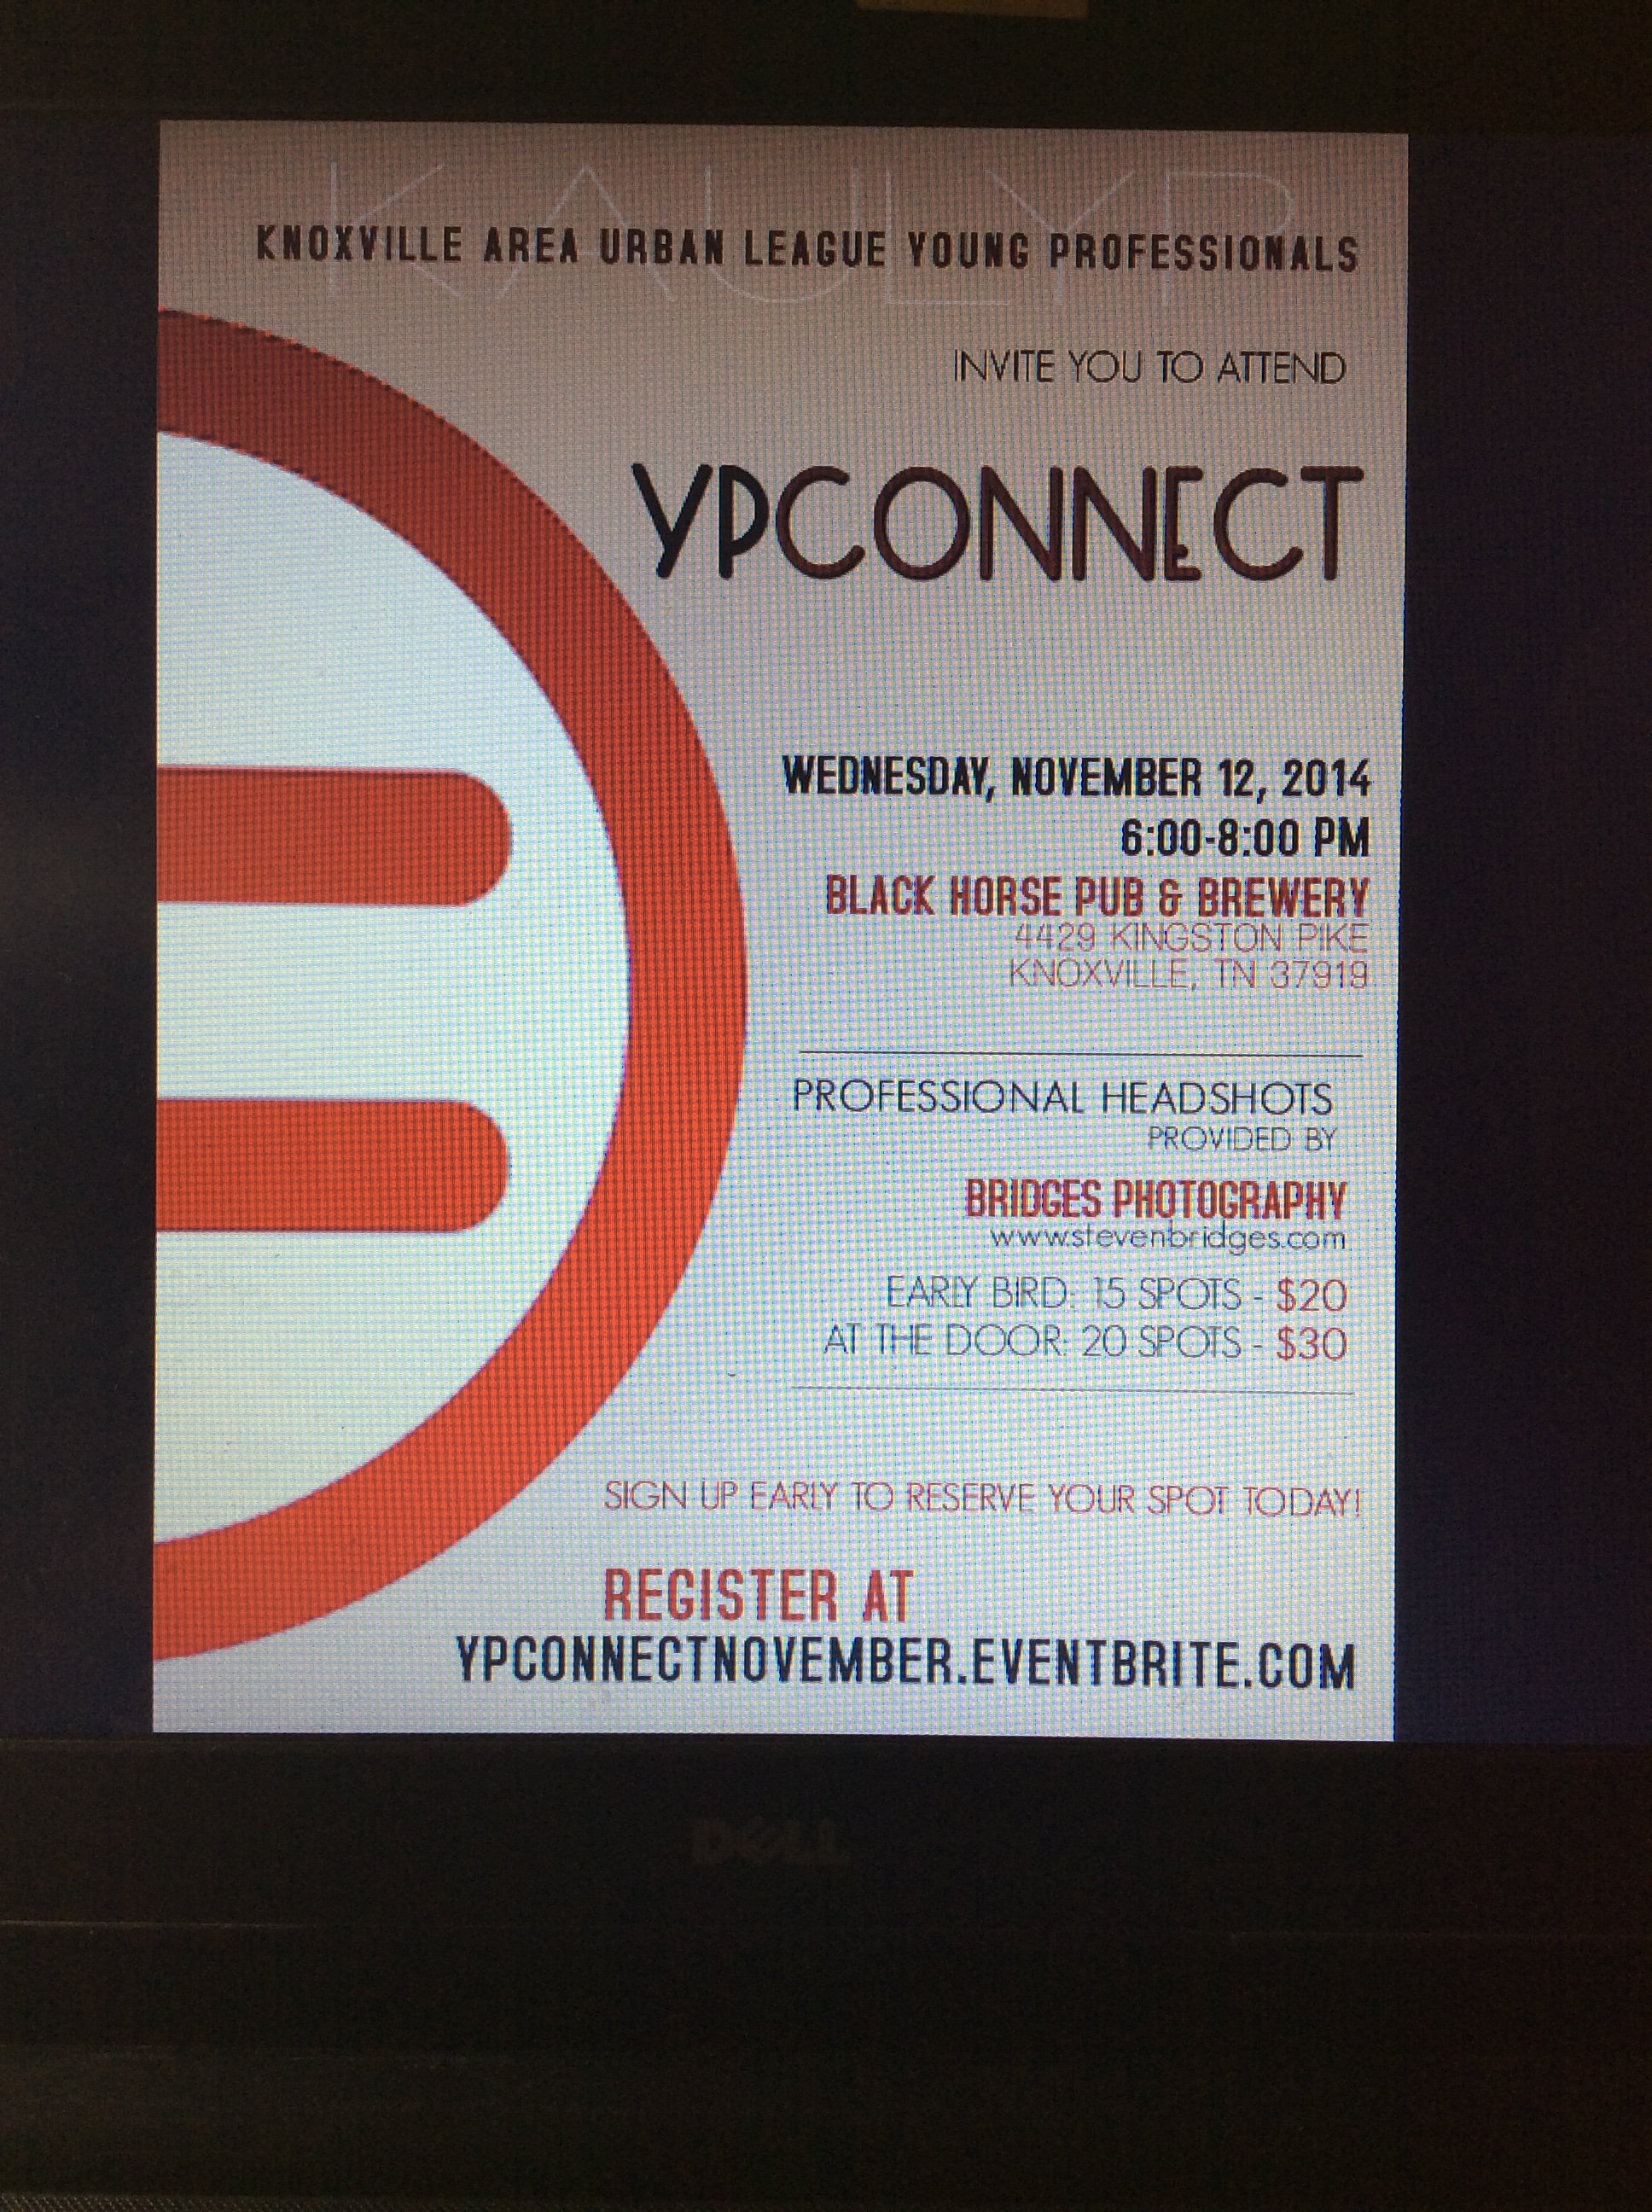 KAULYP
KNOXVILLE AREA URBAN LEAGUE YOUNG PROFESSIONALS
INVITE YOU TO ATTEND
YPCONNECT
WEDNESDAY, NOVEMBER 12, 2014
6:00-8:00 PM
BLACK HORSE PUB & BREWERY
4429 KINGSTON PIKE
KNOXVILLE, TN 37919
PROFESSIONAL HEADSHOTS
PROVIDED BY
BRIDGES PHOTOGRAPHY
www.stevenbridges.com
EARLY BIRD: 15 SPOTS - $20
AT THE DOOR: 20 SPOTS - $30
SIGN UP EARLY TO RESERVE YOUR SPOT TODAY!
REGISTER AT
YPCONNECTNOVEMBER.EVENTBRITE.COM
DELL